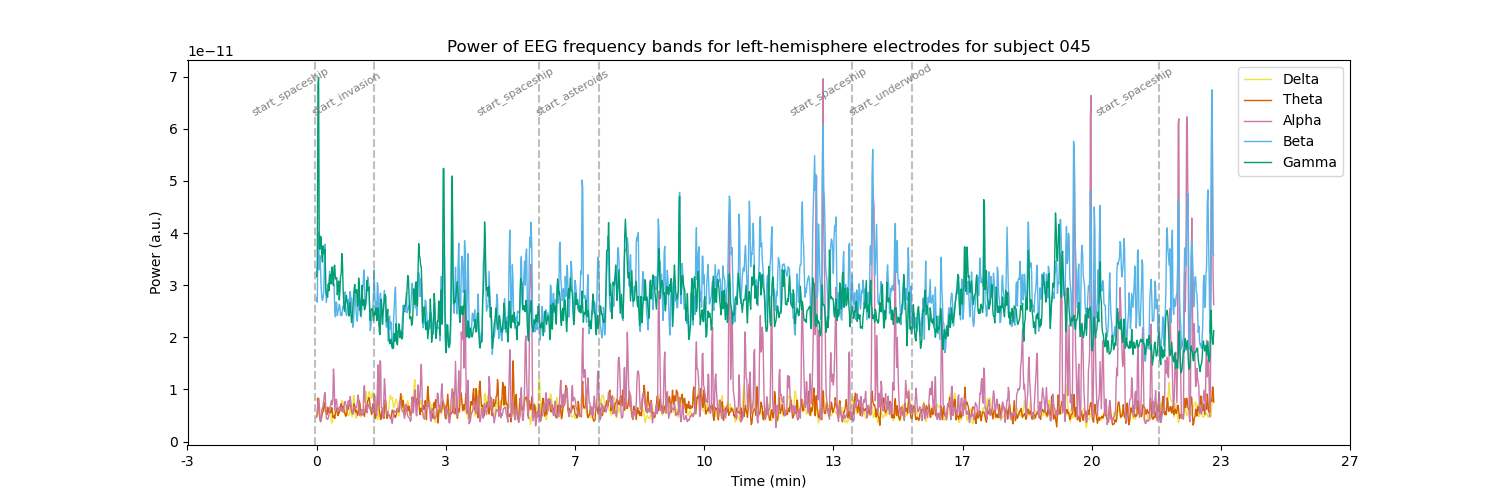 Power of EEG frequency bands for left-hemisphere electrodes for subject 045
1e−11
7
6
5
4
3
2
1
0
Power (a.u.)
start_spaceship
start_invasion
start_spaceship
start_asteroids
start_spaceship
start_underwood
start_spaceship
Delta
Theta
Alpha
Beta
Gamma
-3
0
3
7
10
13
17
20
23
27
Time (min)